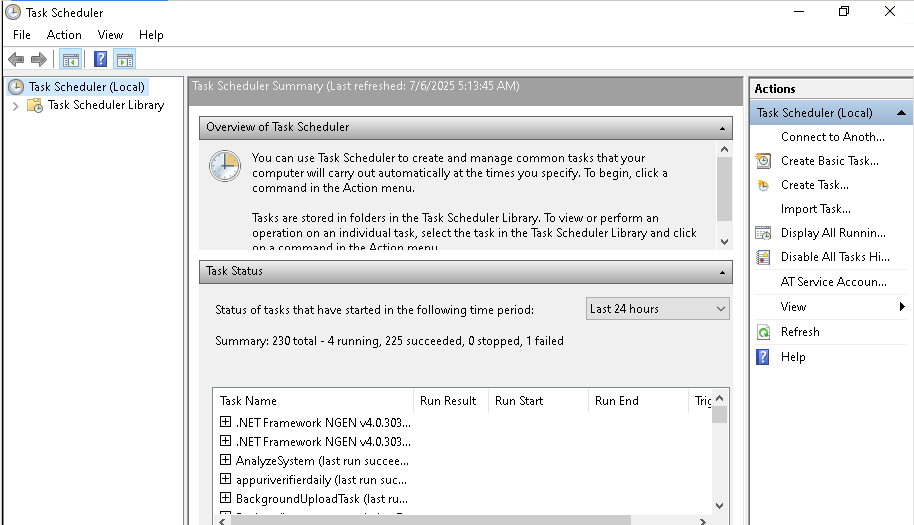 Task Scheduler
File Action View Help
Task Scheduler (Local)
Task Scheduler Library
Task Scheduler Summary (Last refreshed: 7/6/2025 5:13:45 AM)
Overview of Task Scheduler
You can use Task Scheduler to create and manage common tasks that your
computer will carry out automatically at the times you specify. To begin, click a
command in the Action menu.
Tasks are stored in folders in the Task Scheduler Library. To view or perform an
operation on an individual task, select the task in the Task Scheduler Library and click
on a command in the Action menu
Task Status
Status of tasks that have started in the following time period:
Last 24 hours
Summary: 230 total - 4 running, 225 succeeded, 0 stopped, 1 failed
Task Name Run Result Run Start Run End Trig
.NET Framework NGEN v4.0.303...
.NET Framework NGEN v4.0.303...
AnalyzeSystem (last run succee...
appuriverifierdaily (last run suc...
BackgroundUploadTask (last ru...
Actions
Task Scheduler (Local)
Connect to Anoth...
Create Basic Task...
Create Task...
Import Task...
Display All Runnin...
Disable All Tasks Hi...
AT Service Accoun...
View
Refresh
Help